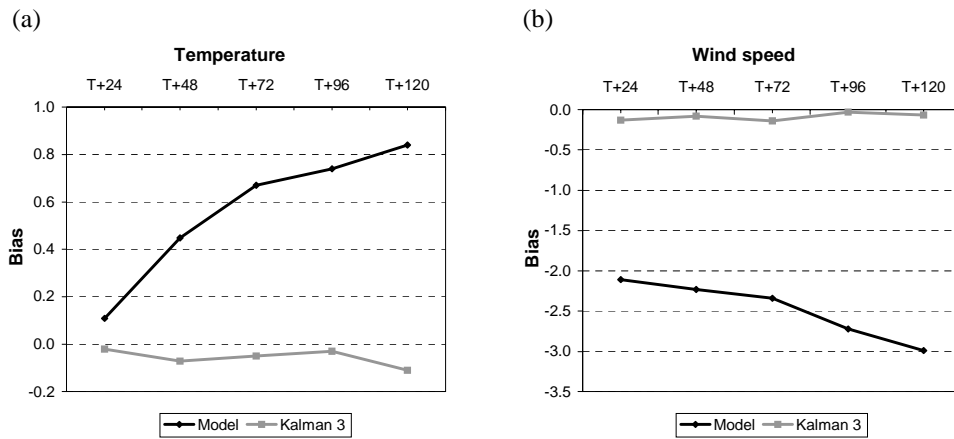 (a)
Temperature
T+24 T+48 T+72 T+96 T+120
1.0
0.8
0.6
0.4
0.2
0.0
-0.2
Bias
Model Kalman 3
(b)
Wind speed
T+24 T+48 T+72 T+96 T+120
0.0
-0.5
-1.0
-1.5
-2.0
-2.5
-3.0
-3.5
Bias
Model Kalman 3